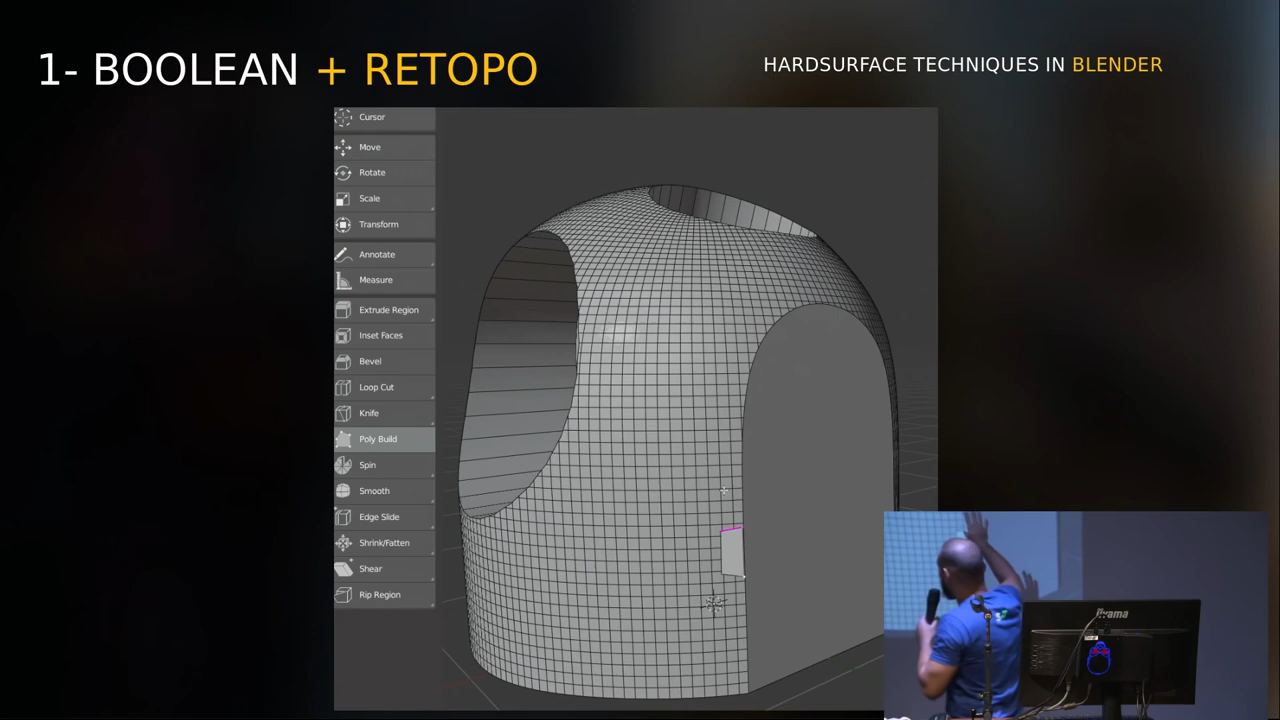 1- BOOLEAN + RETOPO
HARDSURFACE TECHNIQUES IN BLENDER
Cursor
Move
Rotate
Scale
Transform
Annotate
Measure
Extrude Region
Inset Faces
Bevel
Loop Cut
Knife
Poly Build
Spin
Smooth
Edge Slide
Shrink/Fatten
Shear
Rip Region
iiyama